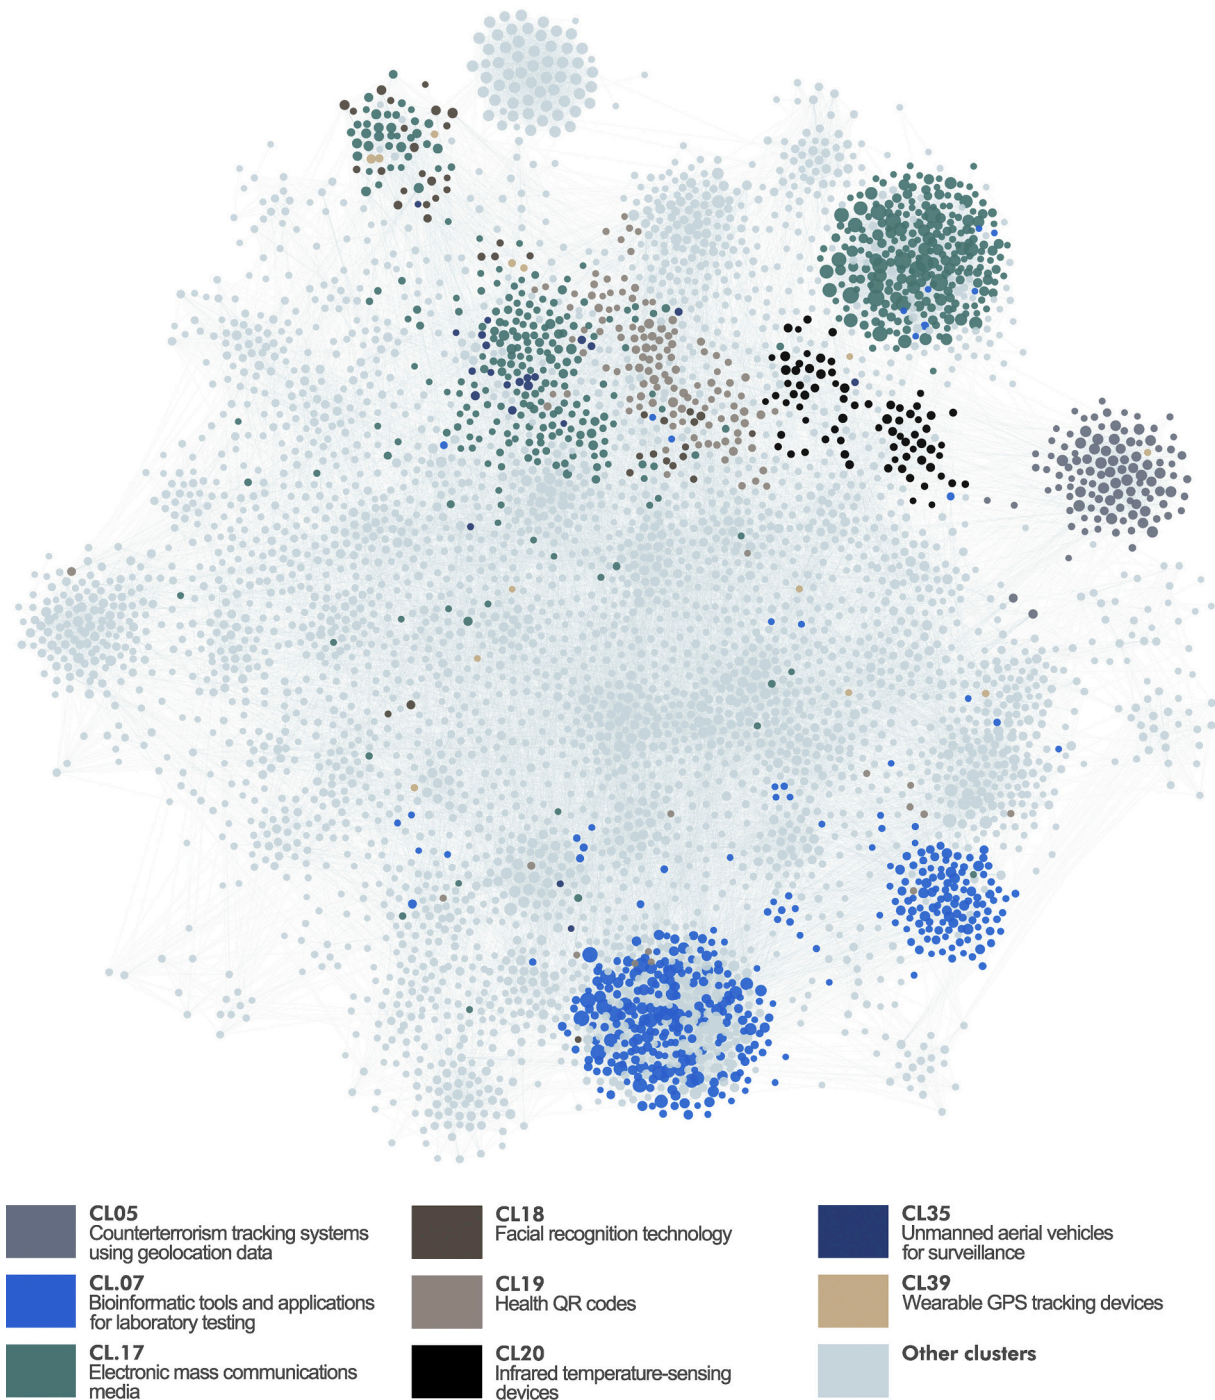 CL05
Counterterrorism tracking systems
using geolocation data
CL.07
Bioinformatic tools and applications
for laboratory testing
CL.17
Electronic mass communications
media
CL18
Facial recognition technology
CL19
Health QR codes
CL20
Infrared temperature-sensing
devices
CL35
Unmanned aerial vehicles
for surveillance
CL39
Wearable GPS tracking devices
Other clusters